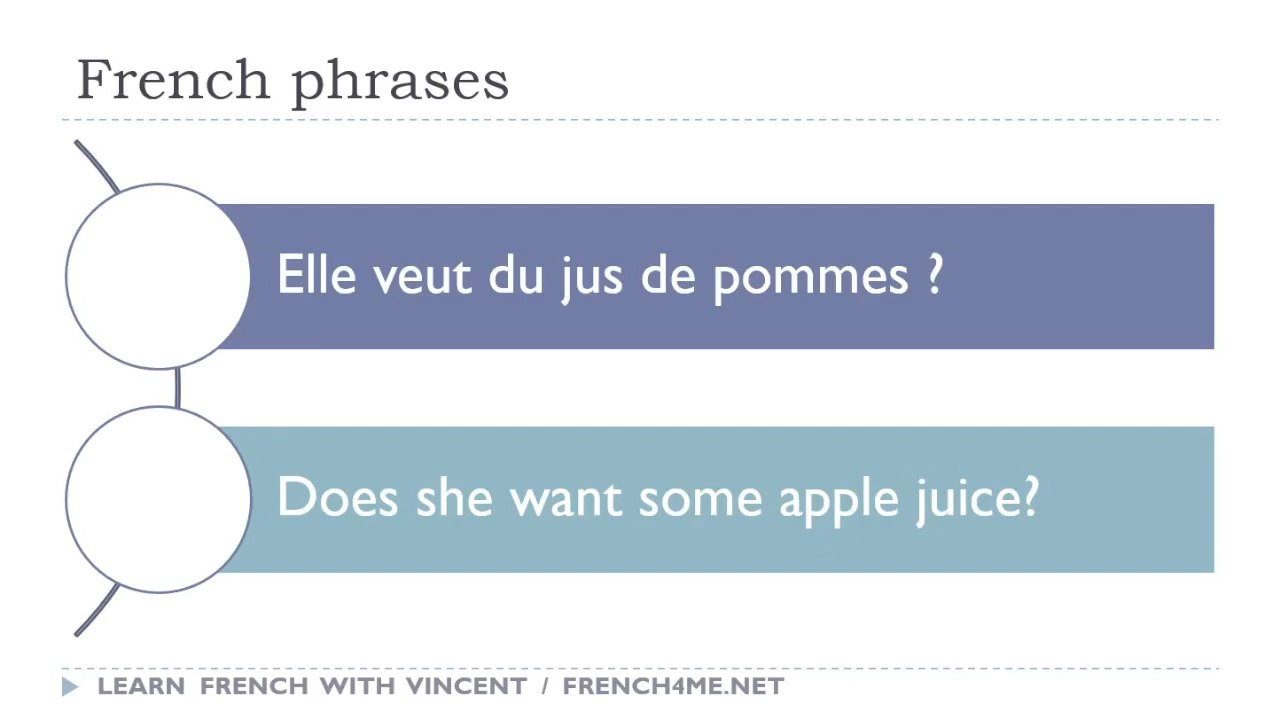 French phrases
Elle veut du jus de pommes ?
Does she want some apple juice?
LEARN FRENCH WITH VINCENT / FRENCH4ME.NET